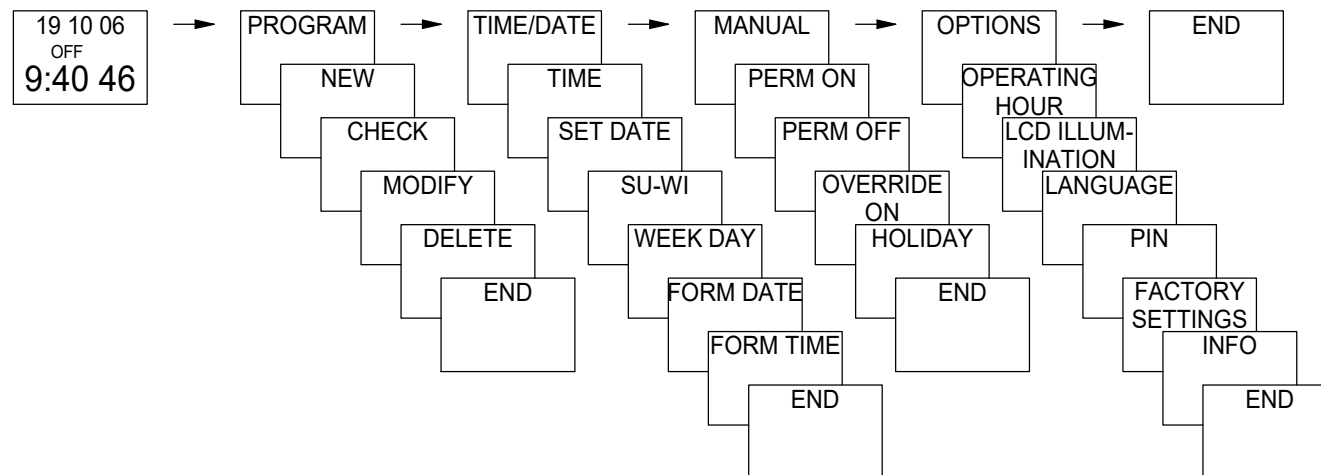 19 10 06
OFF
9:40 46
PROGRAM
NEW
CHECK
MODIFY
DELETE
END
TIME/DATE
TIME
SET DATE
SU-WI
WEEK DAY
FORM DATE
FORM TIME
END
MANUAL
PERM ON
PERM OFF
OVERRIDE
ON
HOLIDAY
END
OPTIONS
OPERATING
HOUR
LCD ILLUM-
INATION
LANGUAGE
PIN
FACTORY
SETTINGS
INFO
END
END